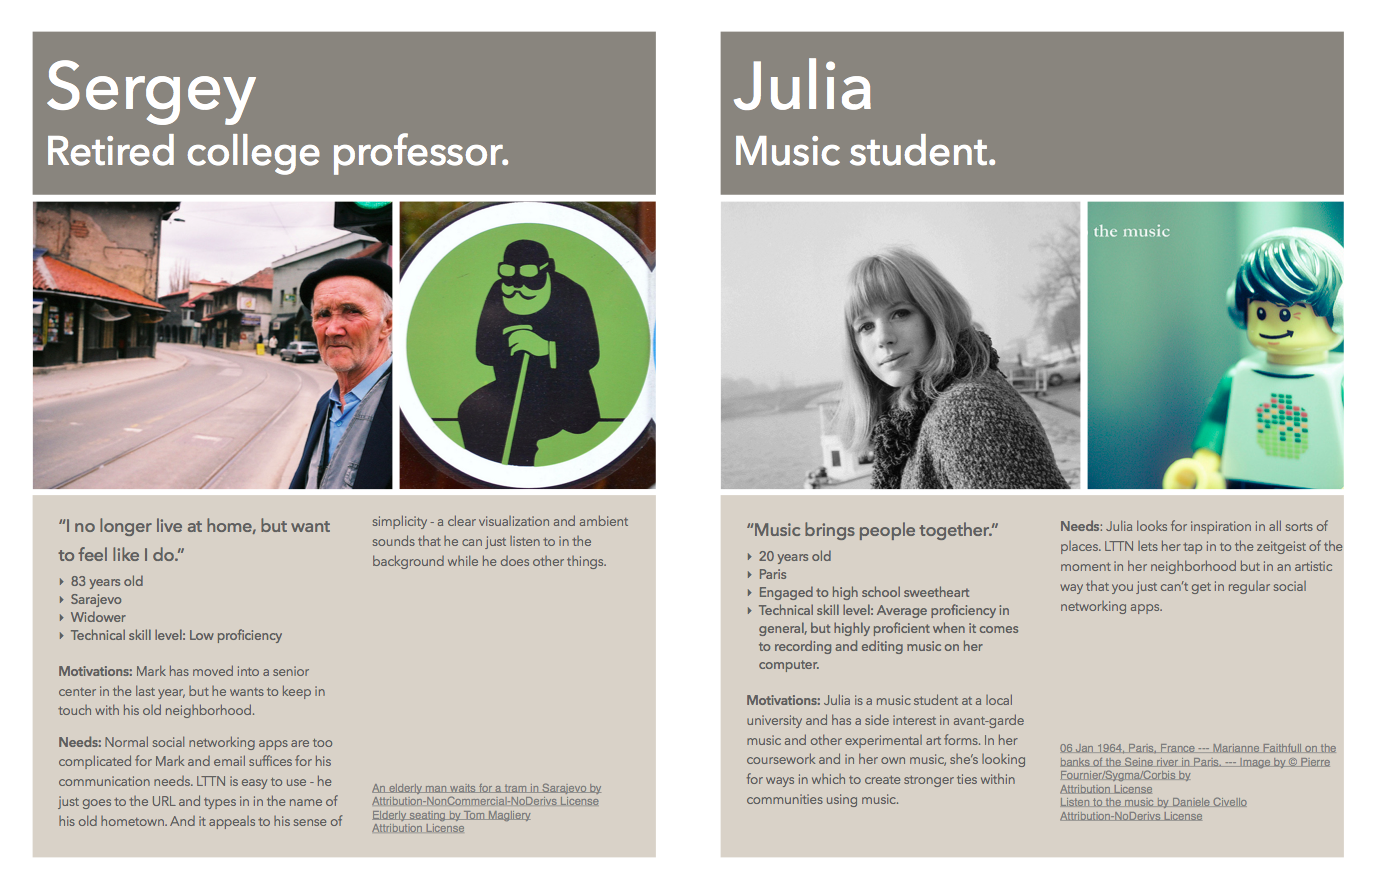 Sergey
Retired college professor.
“I no longer live at home, but want
to feel like I do.”
83 years old
Sarajevo
Widower
Technical skill level: Low proficiency
Motivations: Mark has moved into a senior
center in the last year, but he wants to keep in
touch with his old neighborhood.
Needs: Normal social networking apps are too
complicated for Mark and email suffices for his
communication needs. LTTN is easy to use - he
just goes to the URL and types in in the name of
his old hometown. And it appeals to his sense of
simplicity - a clear visualization and ambient
sounds that he can just listen to in the
background while he does other things.
An elderly man waits for a tram in Sarajevo by
Attribution-NonCommercial-NoDerivs License
Elderly seating by Tom Magliery
Attribution License
Julia
Music student.
the music
“Music brings people together.”
20 years old
Paris
Engaged to high school sweetheart
Technical skill level: Average proficiency in
general, but highly proficient when it comes
to recording and editing music on her
computer.
Motivations: Julia is a music student at a local
university and has a side interest in avant-garde
music and other experimental art forms. In her
coursework and in her own music, she’s looking
for ways in which to create stronger ties within
communities using music.
Needs: Julia looks for inspiration in all sorts of
places. LTTN lets her tap in to the zeitgeist of the
moment in her neighborhood but in an artistic
way that you just can’t get in regular social
networking apps.
06 Jan 1964, Paris, France --- Marianne Faithfull on the
banks of the Seine river in Paris. --- Image by © Pierre
Fournier/Sygma/Corbis by
Attribution License
Listen to the music by Daniele Civello
Attribution-NoDerivs License